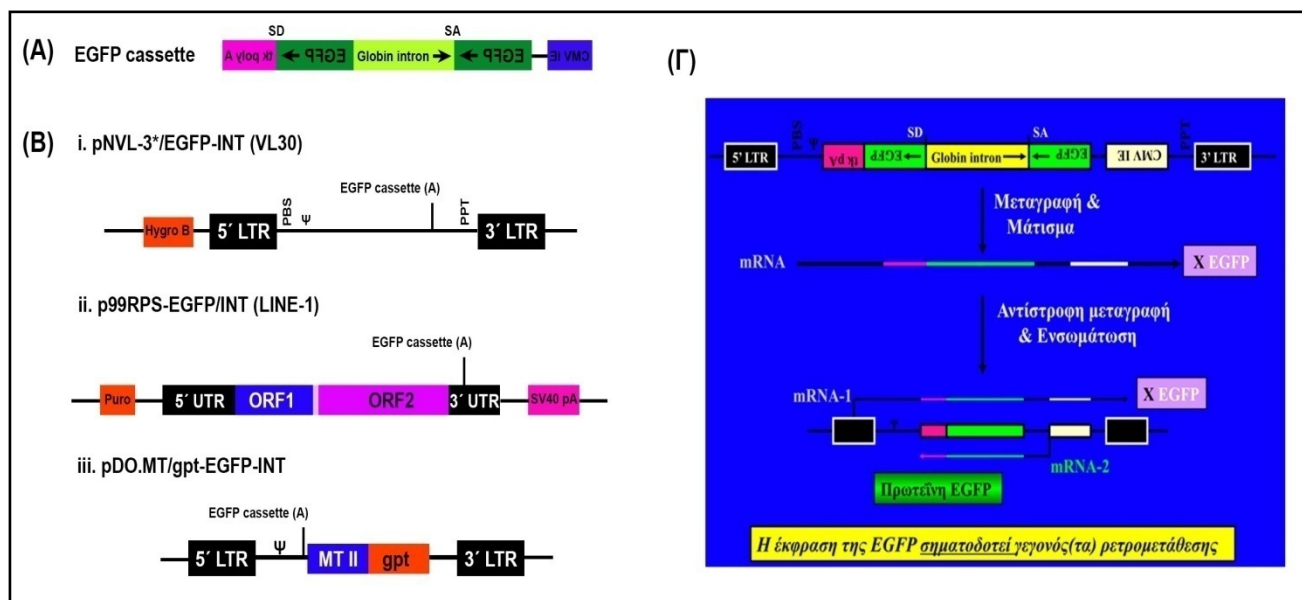 (A)
EGFP cassette
SD
SA
tk poly A
EGFP
Globin intron
EGFP
CMV IE
(B)
i. pNVL-3*/EGFP-INT (VL30)
EGFP cassette (A)
Hygro B
5´ LTR
PBS
Ψ
PPT
3´ LTR
ii. p99RPS-EGFP/INT (LINE-1)
EGFP cassette (A)
Puro
5´ UTR
ORF1
ORF2
3´ UTR
SV40 pA
iii. pDO.MT/gpt-EGFP-INT
EGFP cassette (A)
5´ LTR
Ψ
MT II
gpt
3´ LTR
(Γ)
5' LTR
PBS
Ψ
tk pA
EGFP
SD
Globin intron
SA
EGFP
CMV IE
PPT
3' LTR
Μεταγραφή &
Μάτισμα
mRNA
X EGFP
Αντίστροφη μεταγραφή
& Ενσωμάτωση
mRNA-1
X EGFP
Ψ
mRNA-2
Πρωτεΐνη EGFP
Η έκφραση της EGFP σηματοδοτεί γεγονός(τα) ρετρομετάθεσης